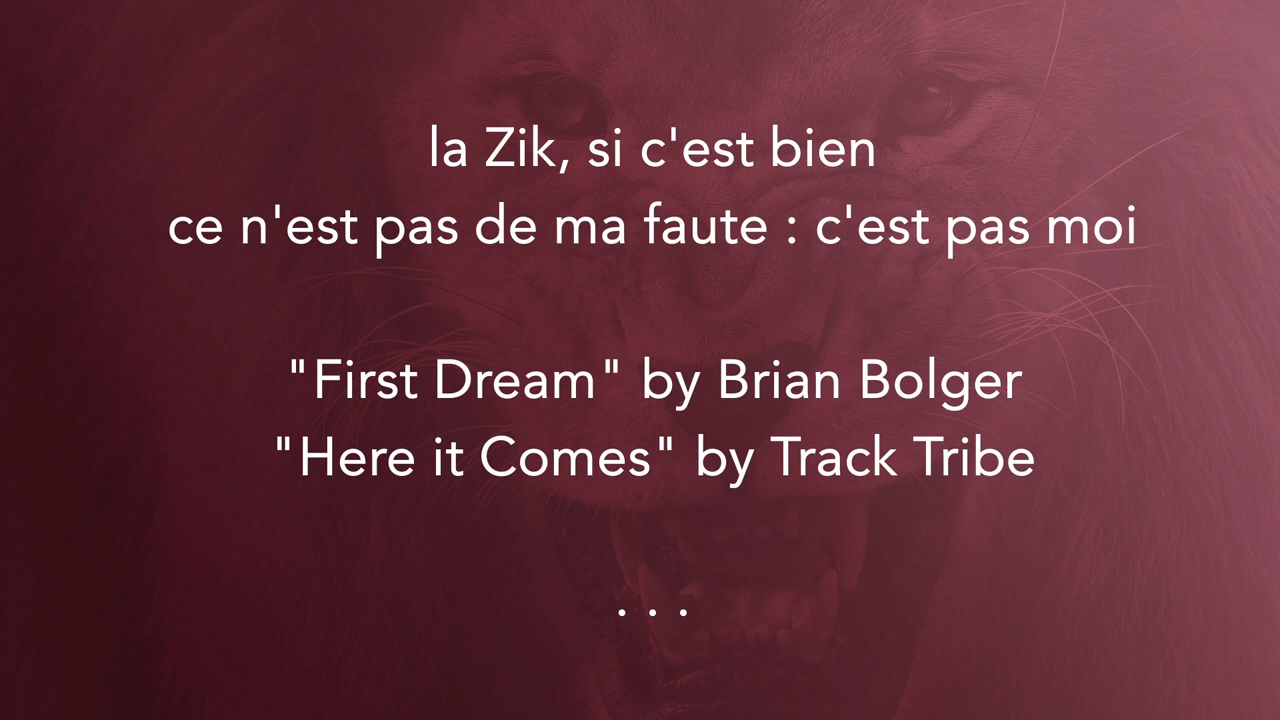 la Zik, si c'est bien
ce n'est pas de ma faute : c'est pas moi
"First Dream" by Brian Bolger
"Here it Comes" by Track Tribe
. . .